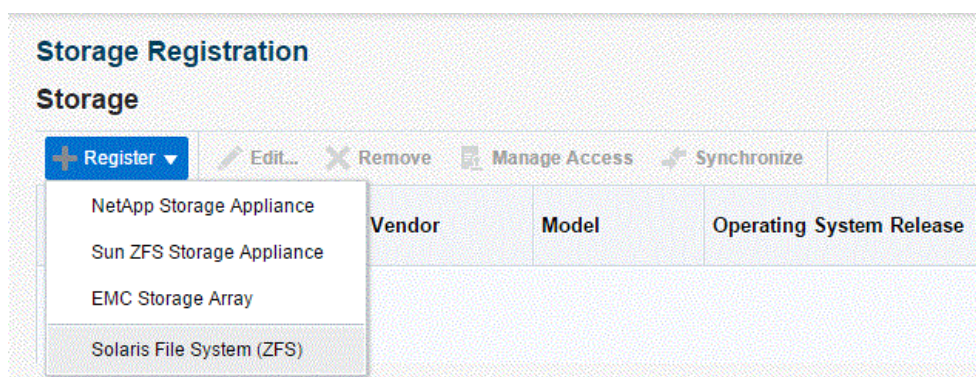 Storage Registration
Storage
Register Edit... Remove Manage Access Synchronize
NetApp Storage Appliance
Vendor Model Operating System Release
Sun ZFS Storage Appliance
EMC Storage Array
Solaris File System (ZFS)